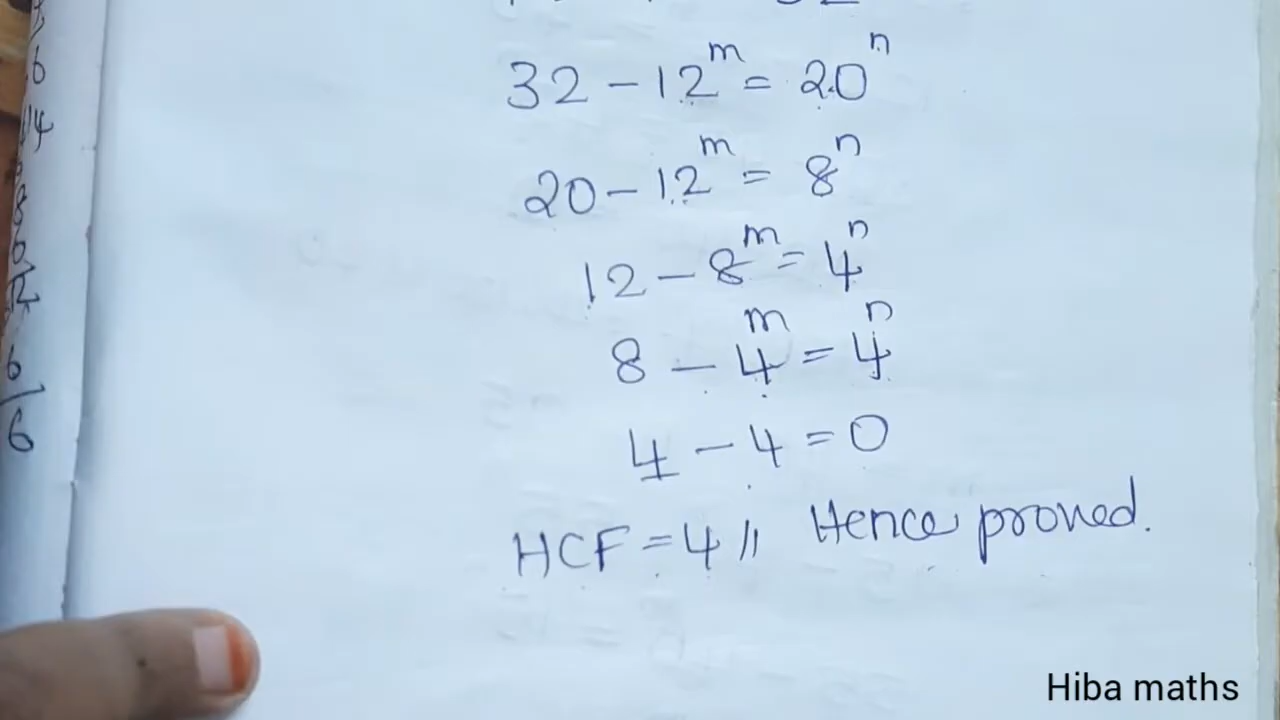 32 - 12^m = 20^n
20 - 12^m = 8^n
12 - 8^m = 4^n
8 - 4^m = 4^n
4 - 4 = 0
HCF = 4 // Hence proved.
Hiba maths